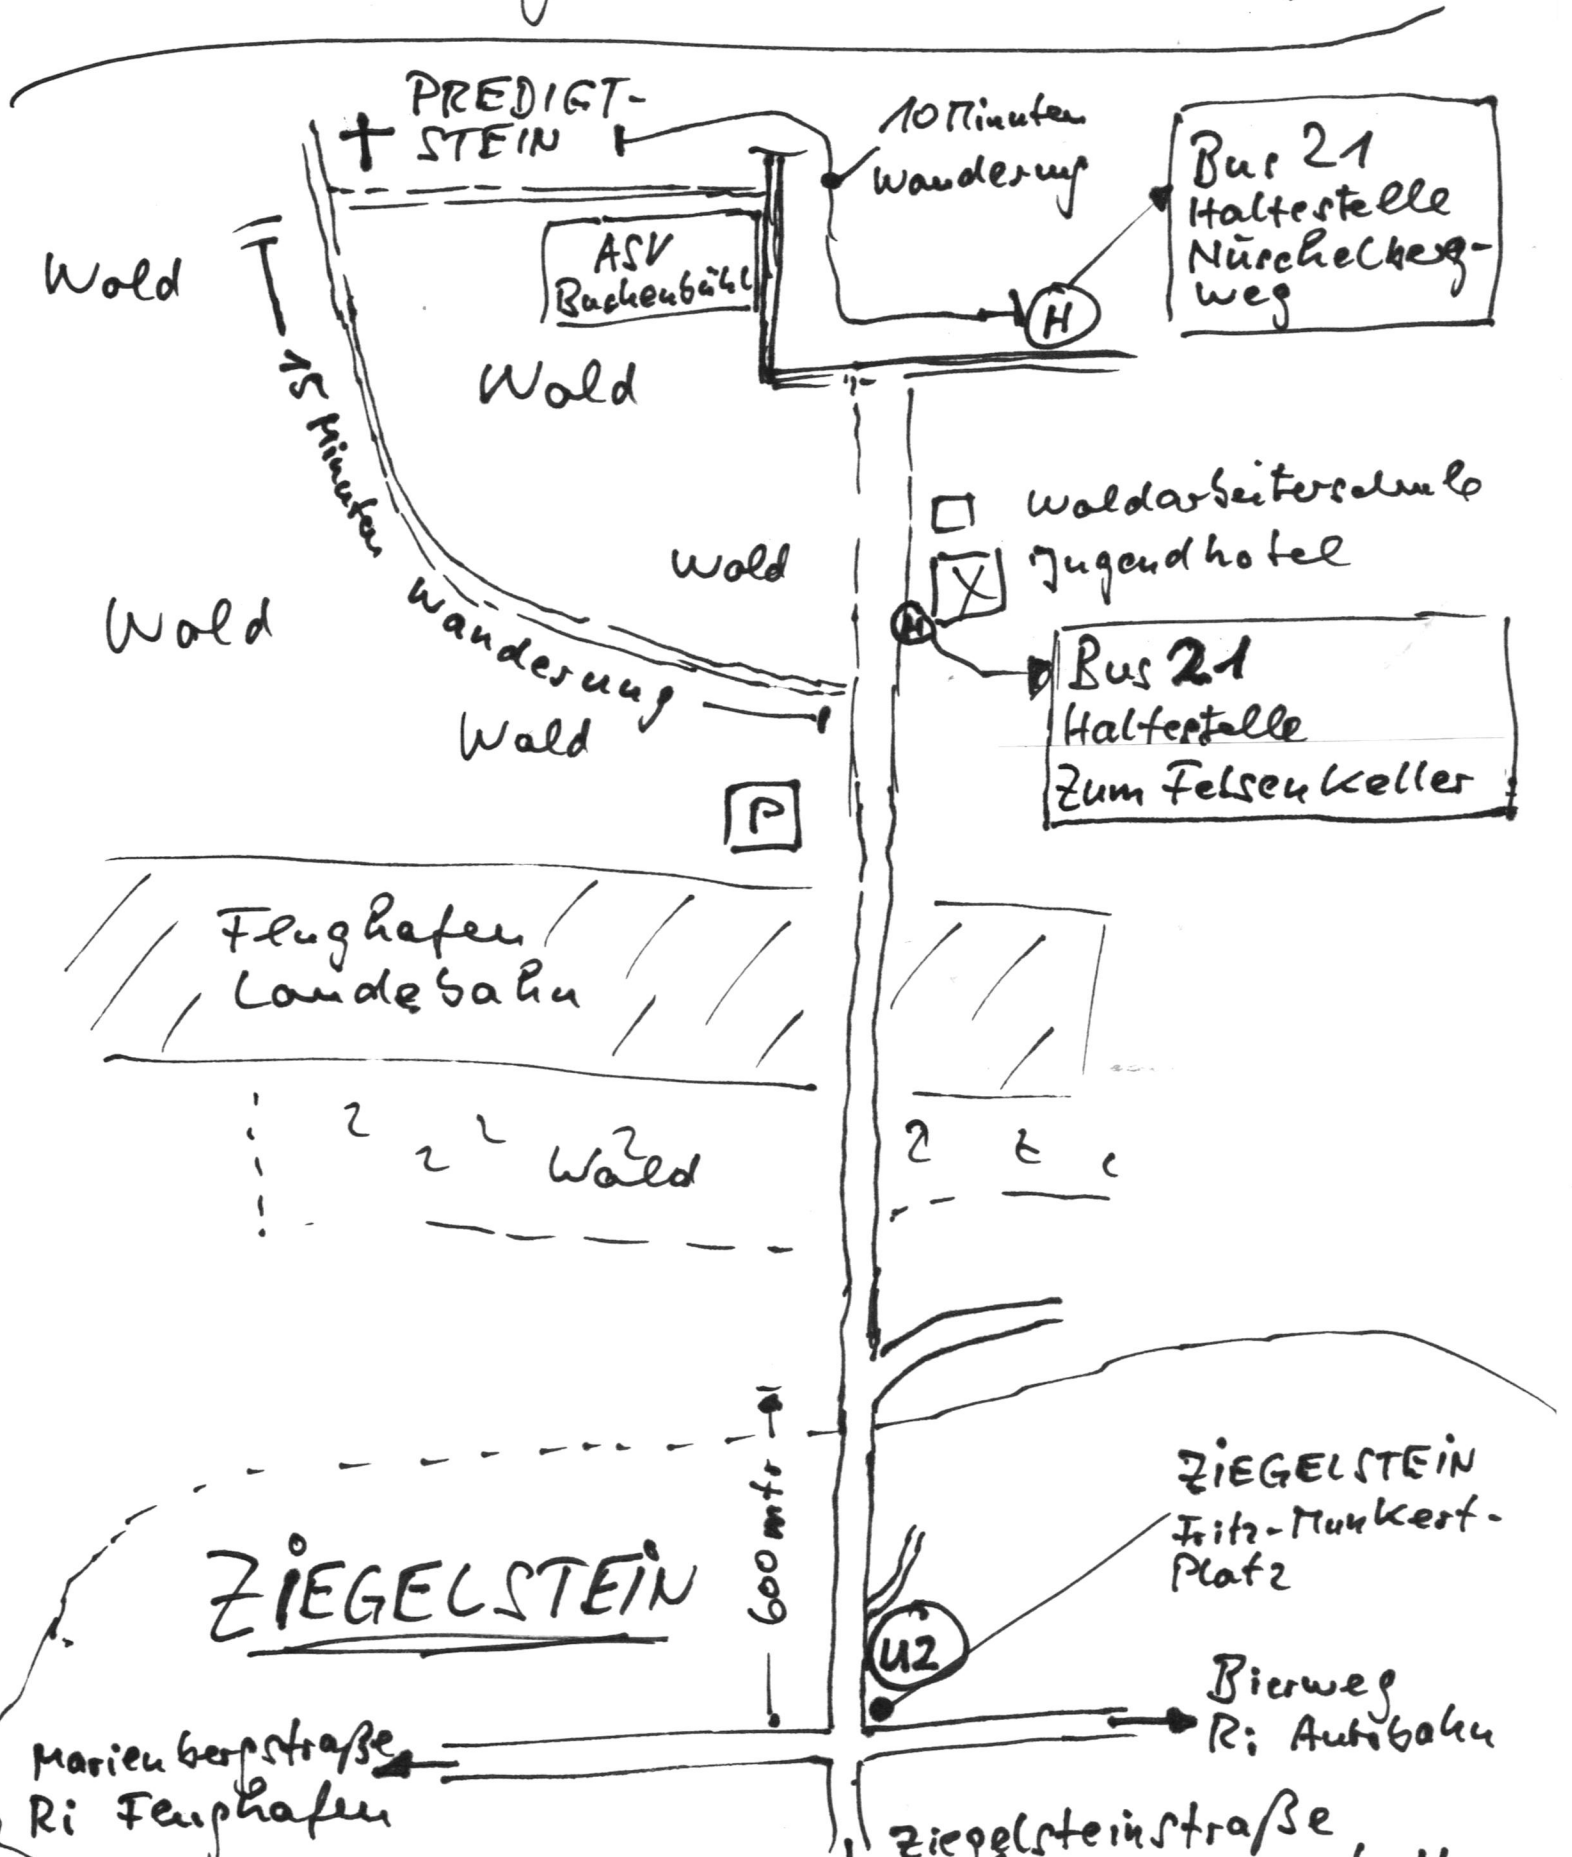 PREDIGT-
STEIN
10 Minuten
Wanderung
Bus 21
Haltestelle
Nüschelberg-
weg
H
ASV
Buchenbühl
Wald
Wald
15 Minuten Wanderung
Waldarbeiterschule
Jugendhotel
X
Wald
H
Wald
Bus 21
Haltestelle
Zum Felsenkeller
Wald
P
Flughafen
Landebahn
Wald
600 mtr
ZIEGELSTEIN
Fritz-Munkert-
Platz
ZIEGELSTEIN
U2
Bierweg
Ri Autobahn
Marienbergstraße
Ri Flughafen
Ziegelsteinstraße